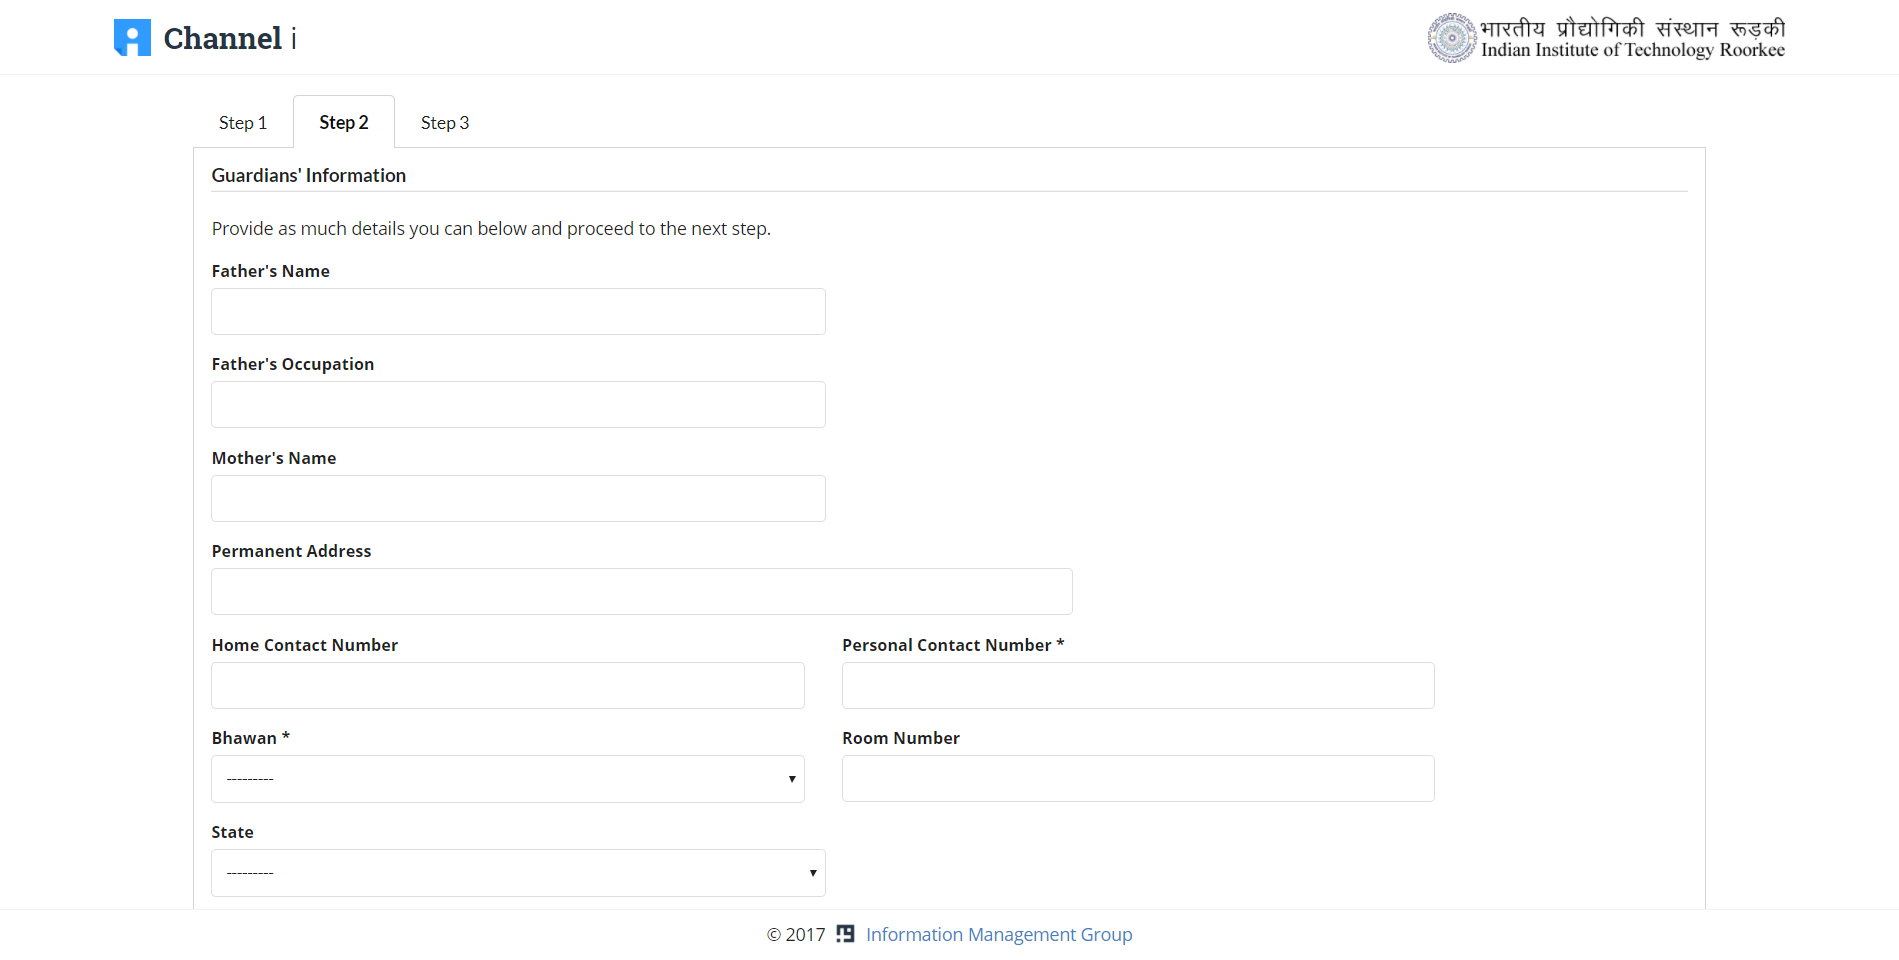 Channel i
भारतीय प्रौद्योगिकी संस्थान रूड़की
Indian Institute of Technology Roorkee
Step 1
Step 2
Step 3
Guardians' Information
Provide as much details you can below and proceed to the next step.
Father's Name
Father's Occupation
Mother's Name
Permanent Address
Home Contact Number
Personal Contact Number *
Bhawan *
Room Number
---------
State
---------
© 2017 Information Management Group